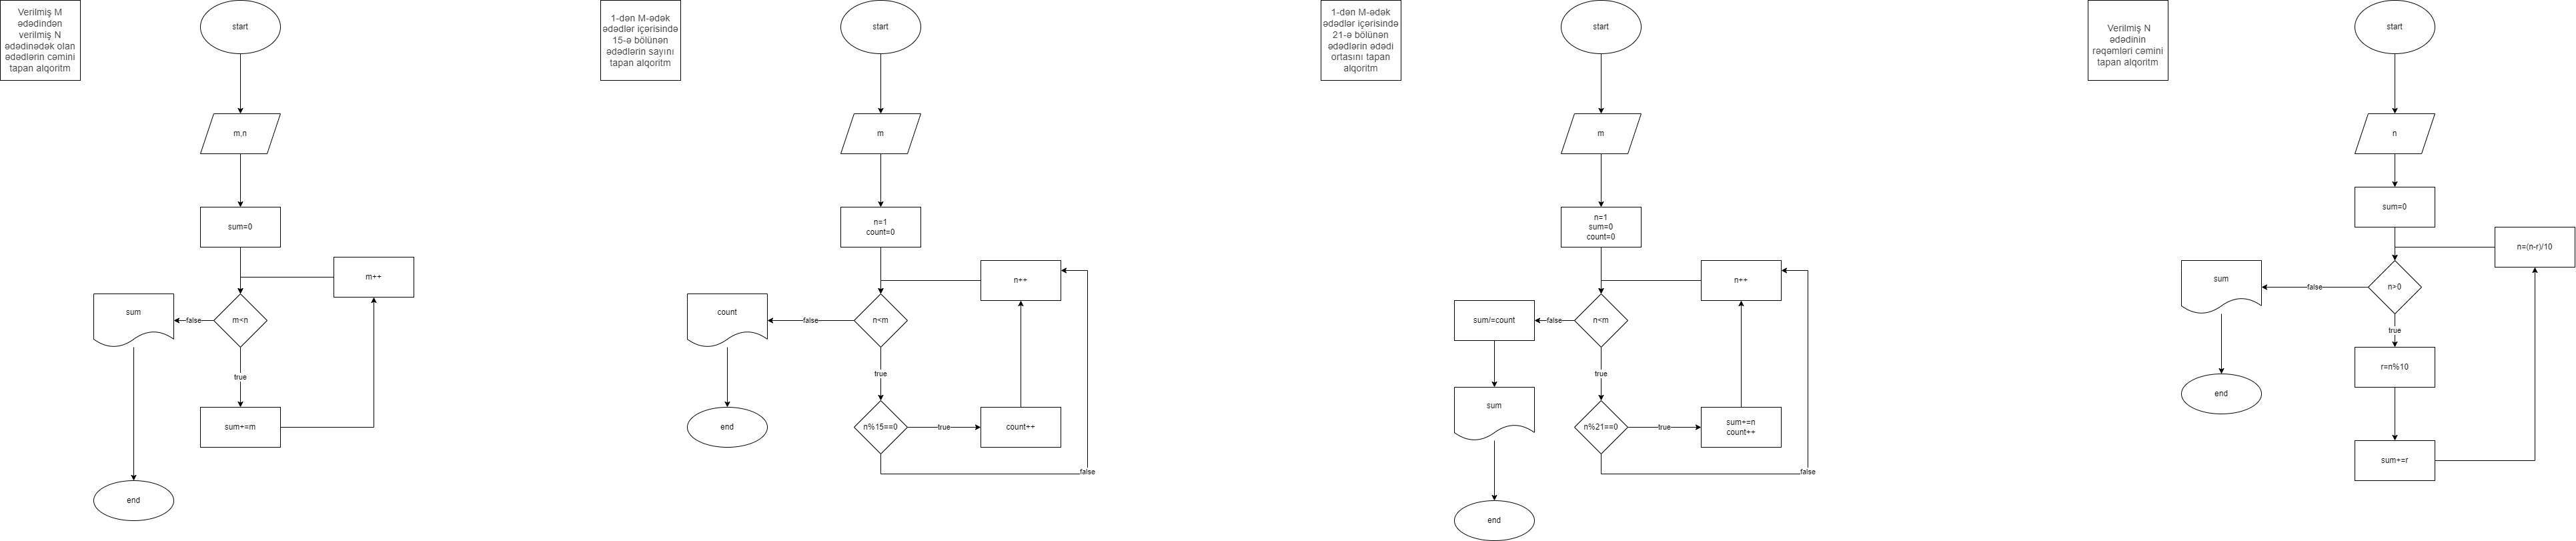 Verilmiş M
ədədindən
verilmiş N
ədədinədək olan
ədədlərin cəmini
tapan alqoritm
start
m,n
sum=0
m++
m<n
false
sum
true
sum+=m
end
1-dən M-ədək
ədədlər içərisində
15-ə bölünən
ədədlərin sayını
tapan alqoritm
start
m
n=1
count=0
n++
n<m
false
count
true
n%15==0
true
count++
false
end
1-dən M-ədək
ədədlər içərisində
21-ə bölünən
ədədlərin ədədi
ortasını tapan
alqoritm
start
m
n=1
sum=0
count=0
n++
n<m
false
sum/=count
true
sum
n%21==0
true
sum+=n
count++
false
end
Verilmiş N
ədədinin
rəqəmləri cəmini
tapan alqoritm
start
n
sum=0
n=(n-r)/10
n>0
false
sum
true
r=n%10
end
sum+=r